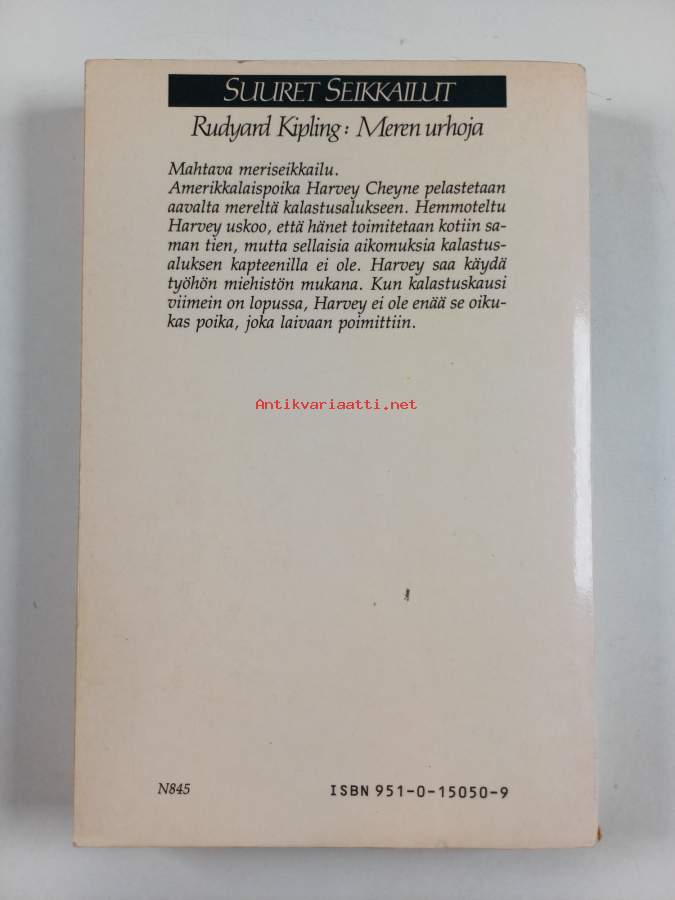 SUURET SEIKKAILUT
Rudyard Kipling: Meren urhoja
Mahtava meriseikkailu.
Amerikkalaispoika Harvey Cheyne pelastetaan
aavalta mereltä kalastusalukseen. Hemmoteltu
Harvey uskoo, että hänet toimitetaan kotiin sa-
man tien, mutta sellaisia aikomuksia kalastus-
aluksen kapteenilla ei ole. Harvey saa käydä
työhön miehistön mukana. Kun kalastuskausi
viimein on lopussa, Harvey ei ole enää se oiku-
kas poika, joka laivaan poimittiin.
Antikvariaatti.net
N845 ISBN 951-0-15050-9